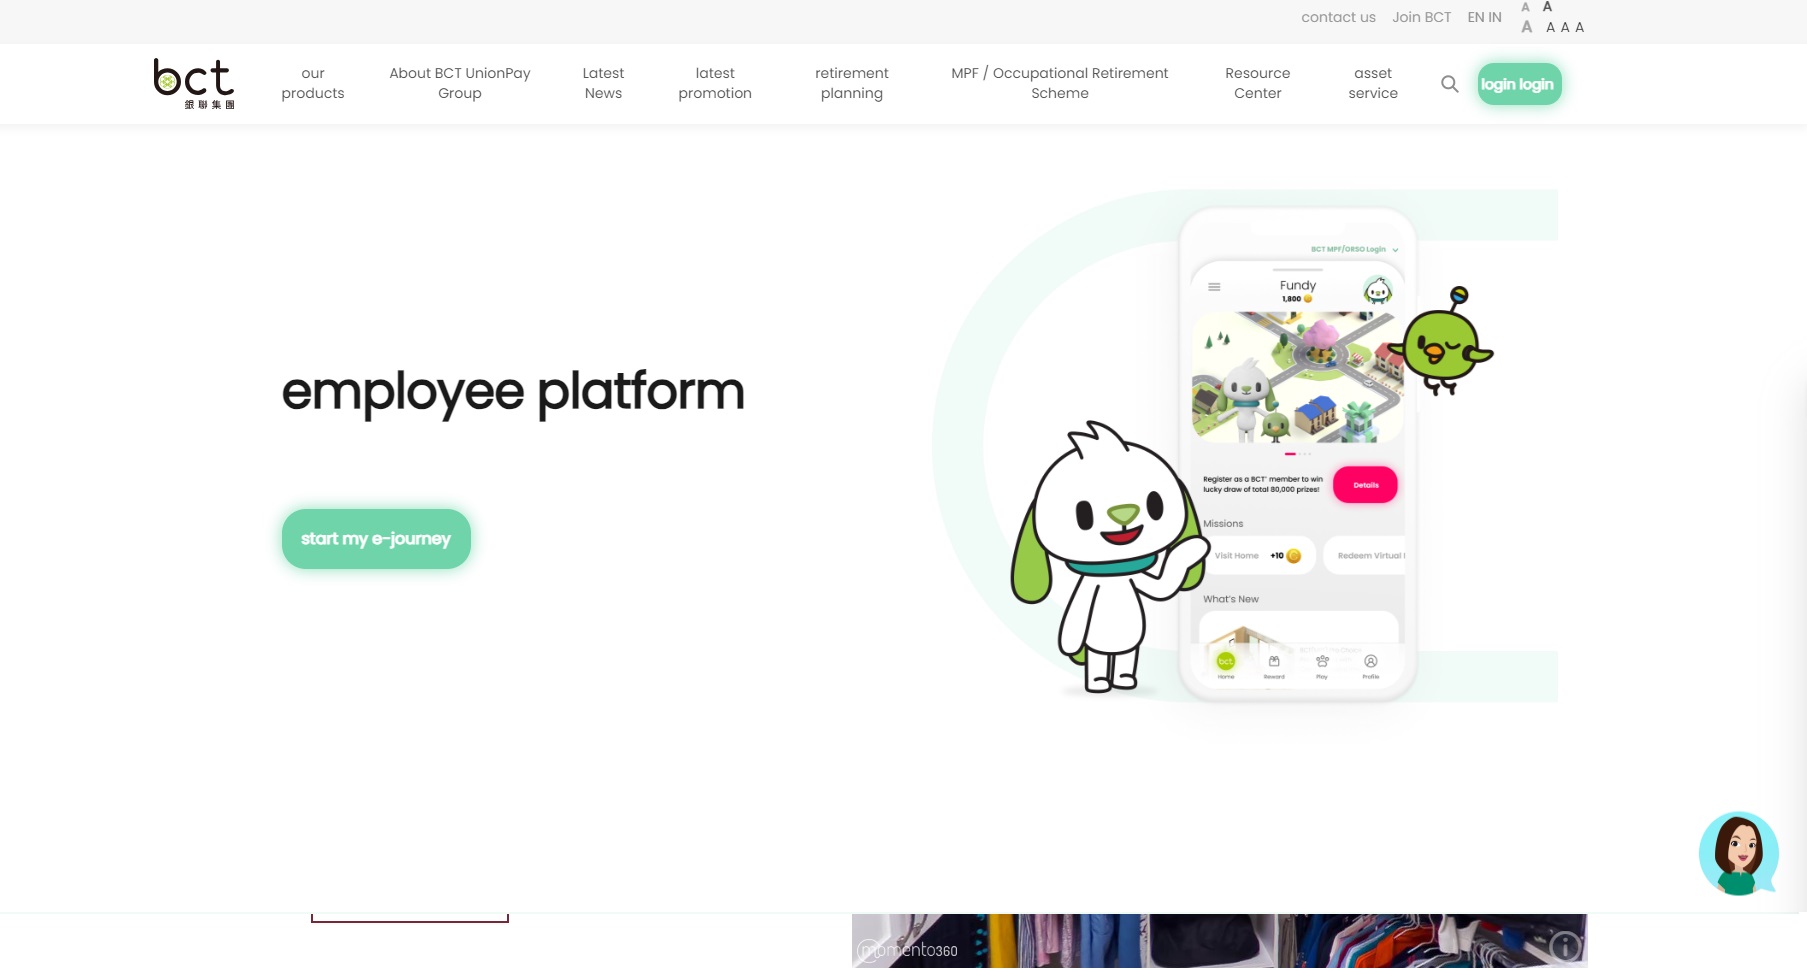 contact us Join BCT EN IN A A
A A A A
bct
銀聯集團
our products
About BCT UnionPay Group
Latest News
latest promotion
retirement planning
MPF / Occupational Retirement Scheme
Resource Center
asset service
login login
employee platform
start my e-journey
BCT MPF/ORSO Login
Fundy
1,800
Register as a BCT+ member to win
lucky draw of total 80,000 prizes!
Details
Missions
Visit Home +10
Redeem Virtual
What's New
bct
Home Reward Play Profile
momento360